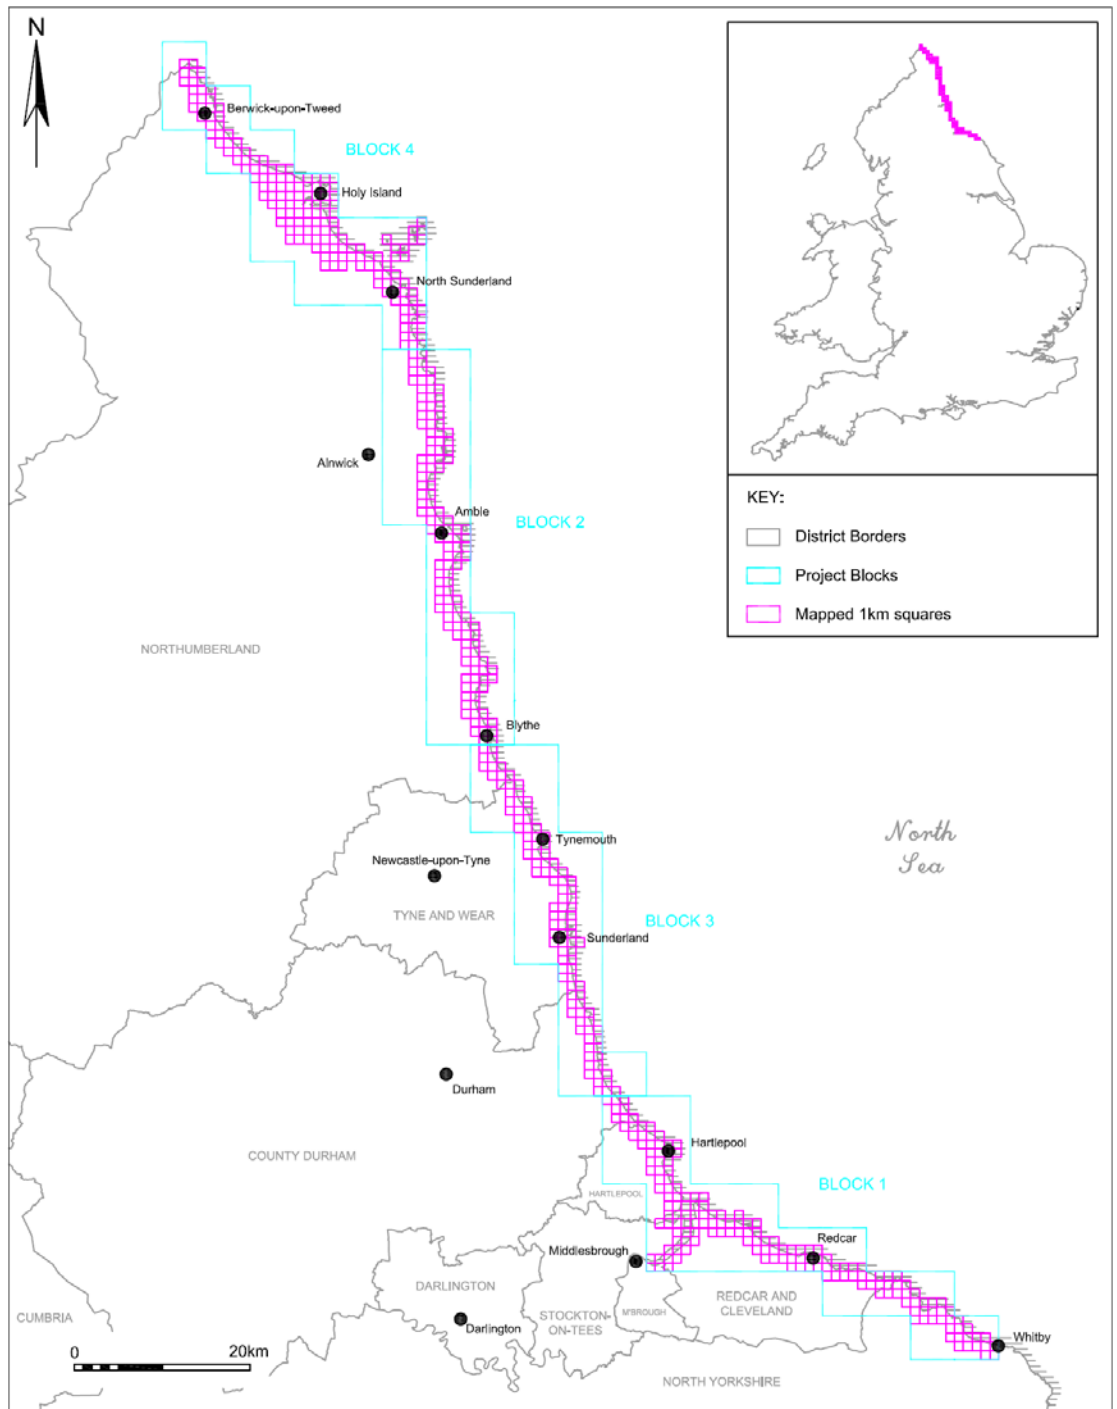 N
Berwick-upon-Tweed
BLOCK 4
Holy Island
North Sunderland
Alnwick
Amble
BLOCK 2
KEY:
District Borders
Project Blocks
Mapped 1km squares
NORTHUMBERLAND
Blythe
Tynemouth
North
Sea
Newcastle-upon-Tyne
TYNE AND WEAR
BLOCK 3
Sunderland
Durham
Hartlepool
COUNTY DURHAM
BLOCK 1
HARTLEPOOL
Redcar
Middlesbrough
DARLINGTON
REDCAR AND
CLEVELAND
M'BROUGH
STOCKTON-
ON-TEES
CUMBRIA
Darlington
Whitby
0 20km
NORTH YORKSHIRE